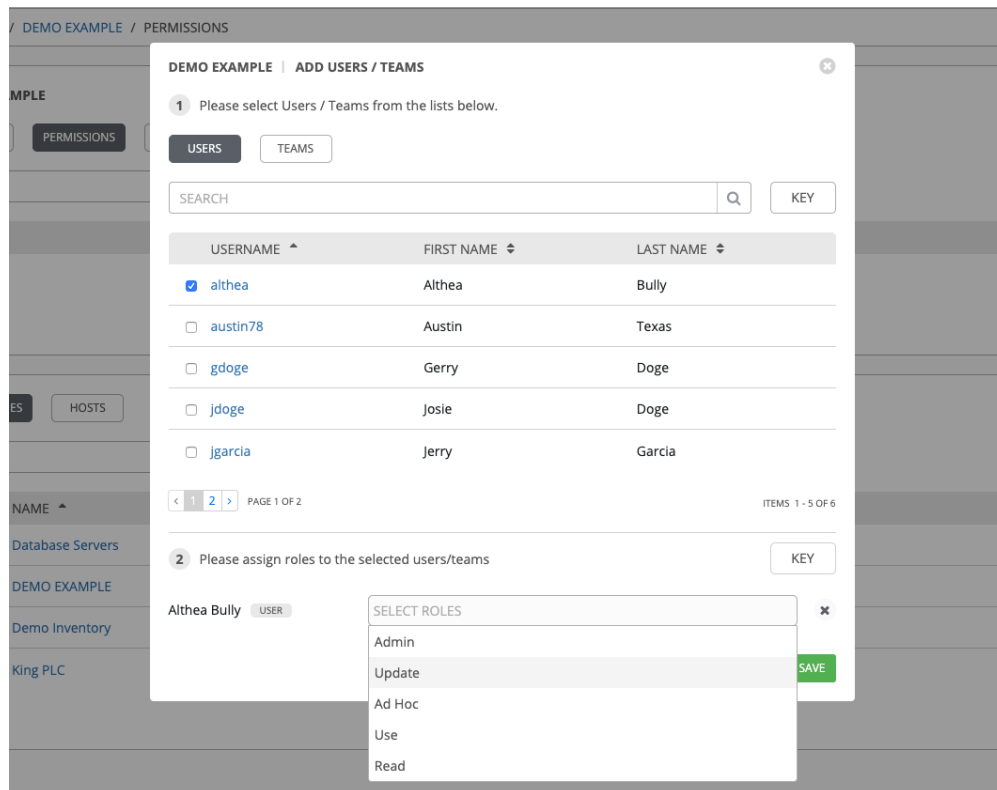 / DEMO EXAMPLE / PERMISSIONS
DEMO EXAMPLE | ADD USERS / TEAMS
1 Please select Users / Teams from the lists below.
PERMISSIONS
USERS TEAMS
SEARCH KEY
USERNAME FIRST NAME LAST NAME
althea Althea Bully
austin78 Austin Texas
gdoge Gerry Doge
jdoge Josie Doge
HOSTS
jgarcia Jerry Garcia
< 1 2 > PAGE 1 OF 2 ITEMS 1 - 5 OF 6
NAME
Database Servers
2 Please assign roles to the selected users/teams KEY
DEMO EXAMPLE
Althea Bully USER SELECT ROLES
Demo Inventory
Admin
King PLC
Update SAVE
Ad Hoc
Use
Read